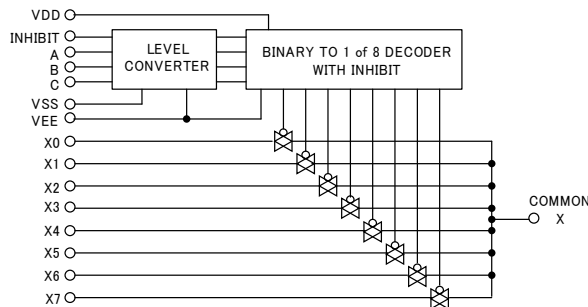 VDD
INHIBIT
A
B
C
VSS
VEE
LEVEL
CONVERTER
BINARY TO 1 of 8 DECODER
WITH INHIBIT
X0
X1
X2
X3
X4
X5
X6
X7
COMMON
X